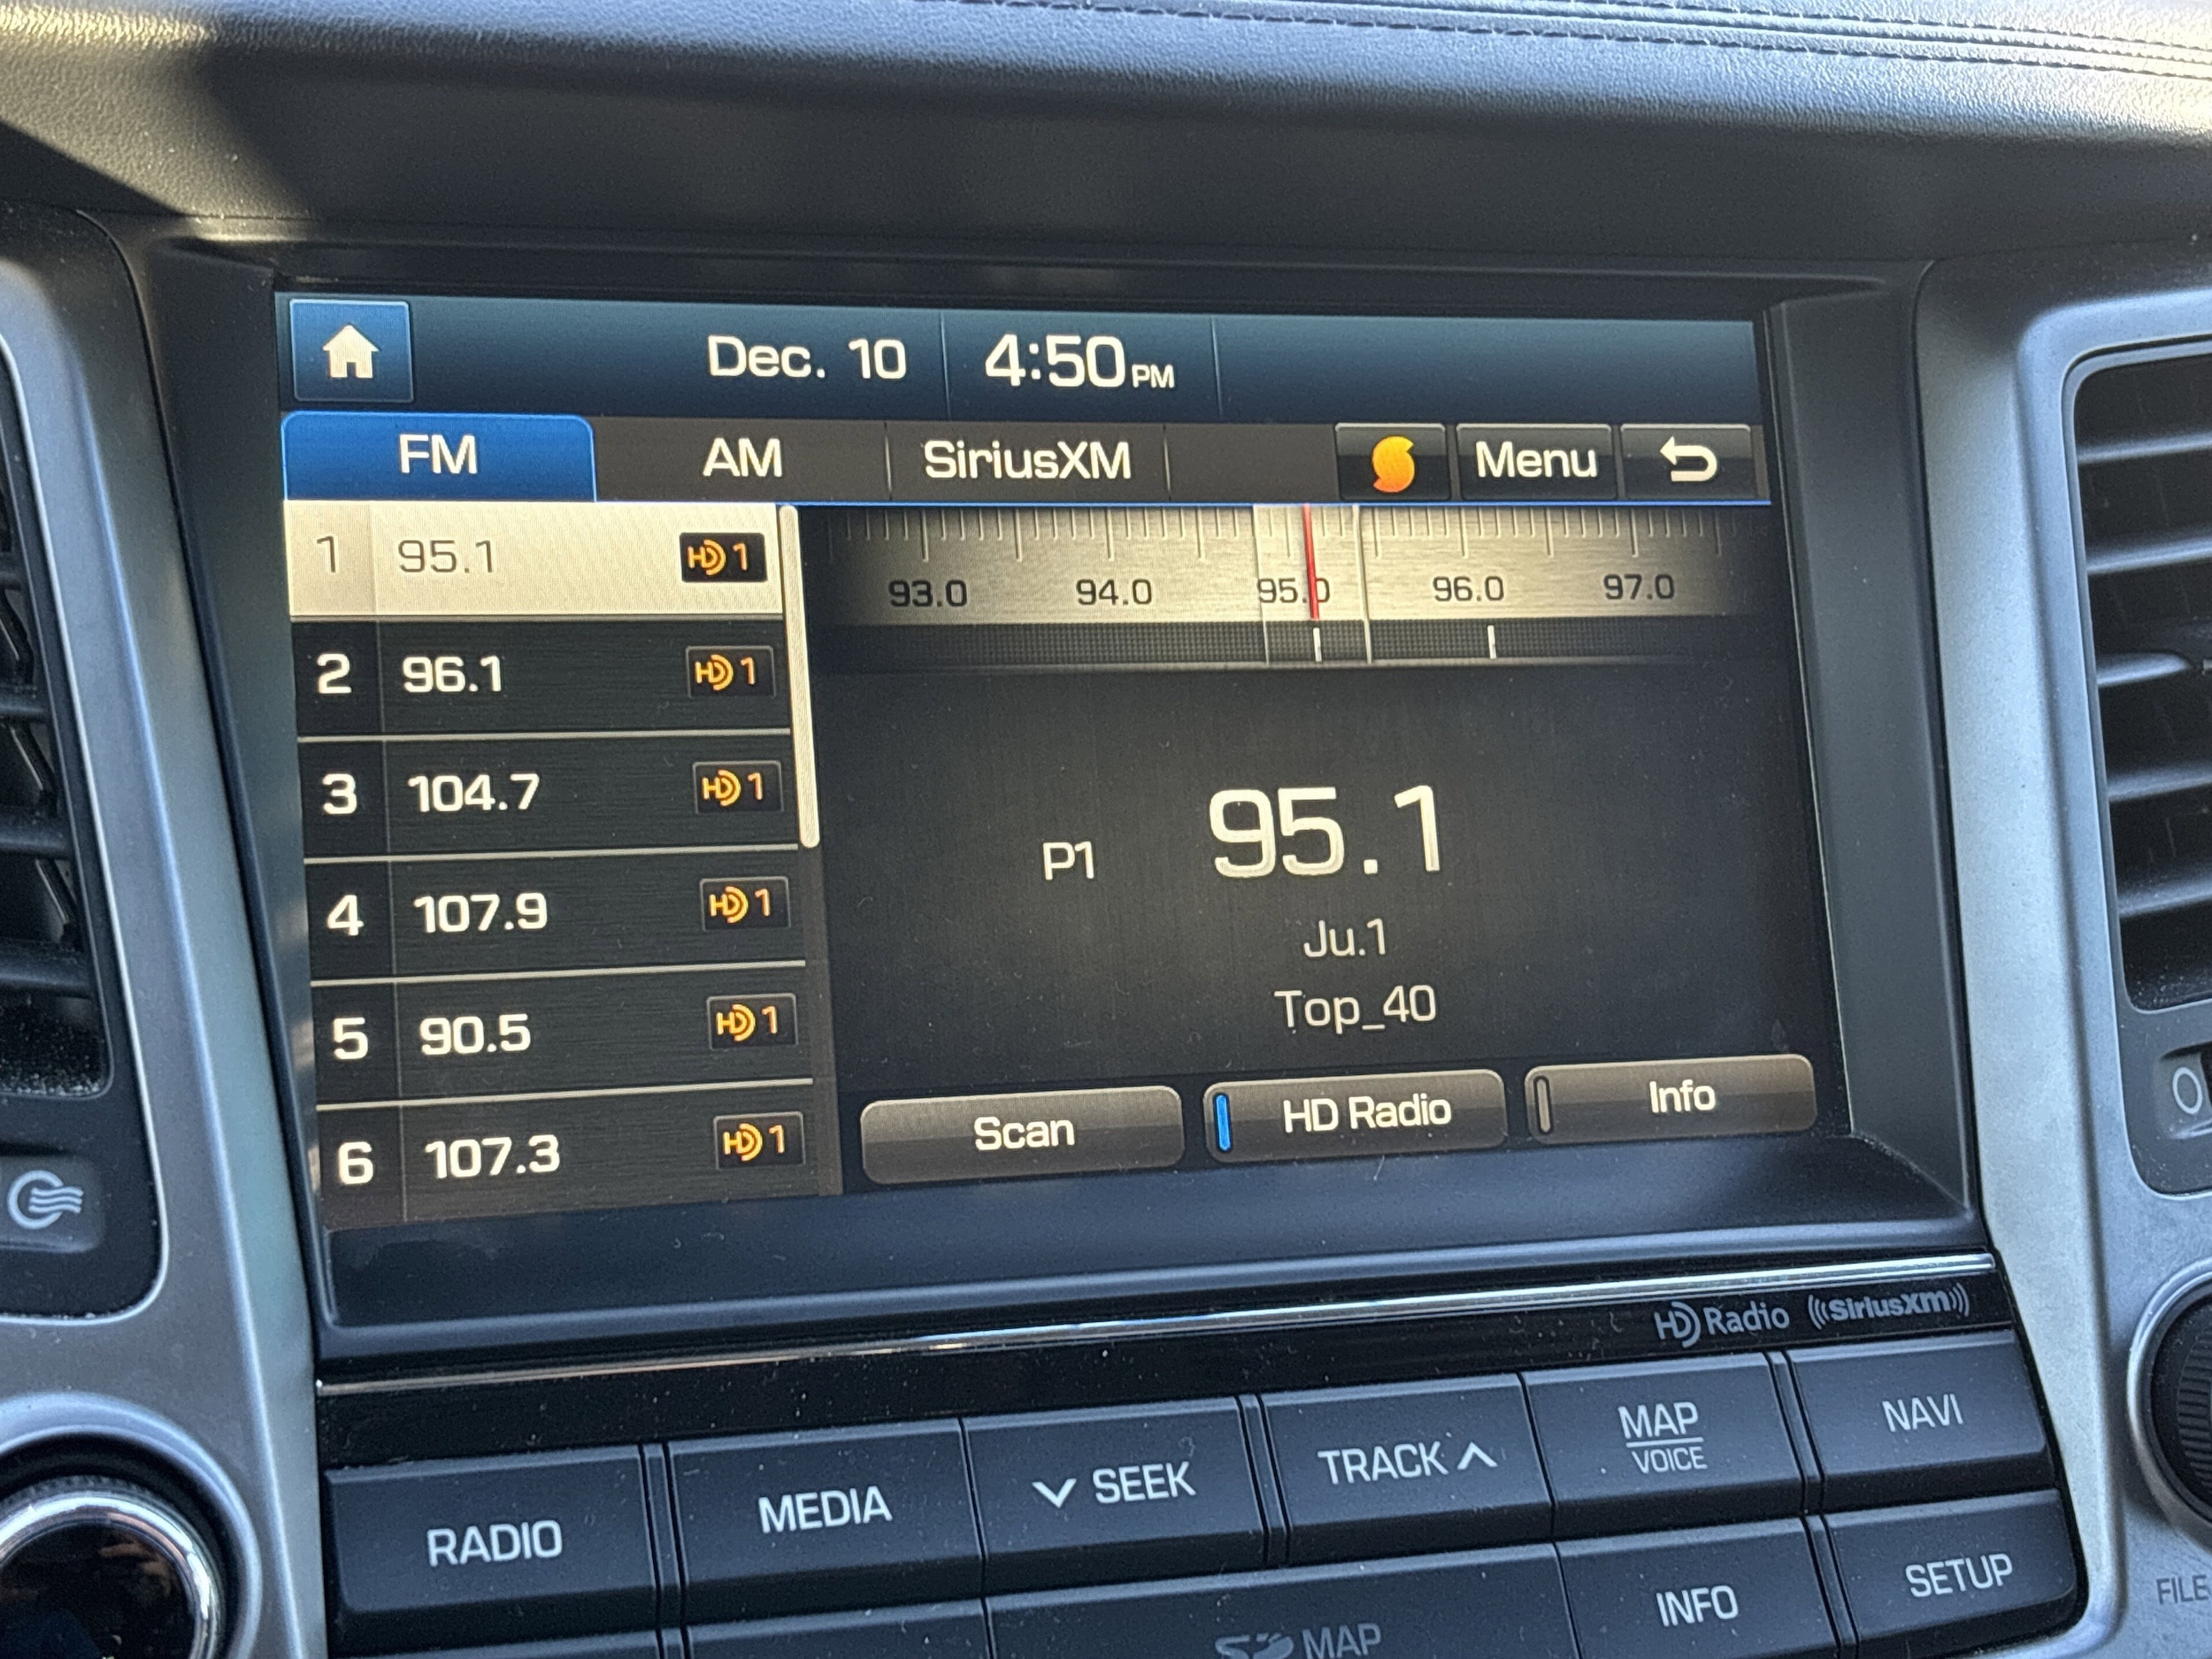 Dec. 10 4:50 PM
FM AM SiriusXM Menu
1 95.1 HD 1
2 96.1 HD 1
3 104.7 HD 1
4 107.9 HD 1
5 90.5 HD 1
6 107.3 HD 1
93.0 94.0 95.0 96.0 97.0
P1 95.1
Ju.1
Top_40
Scan HD Radio Info
HD Radio ((SiriusXM))
RADIO MEDIA SEEK TRACK MAP NAVI
VOICE
MAP INFO SETUP
FILE